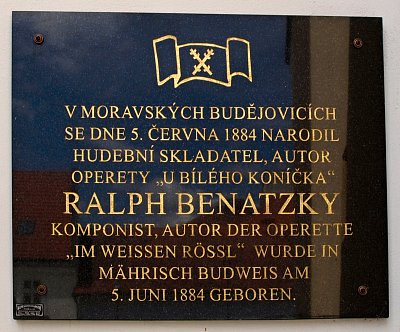 V MORAVSKÝCH BUDĚJOVICÍCH
SE DNE 5. ČERVNA 1884 NARODIL
HUDEBNÍ SKLADATEL, AUTOR
OPERETY „U BÍLÉHO KONÍČKA“
RALPH BENATZKY
KOMPONIST, AUTOR DER OPERETTE
„IM WEISSEN RÖSSL“ WURDE IN
MÄHRISCH BUDWEIS AM
5. JUNI 1884 GEBOREN.